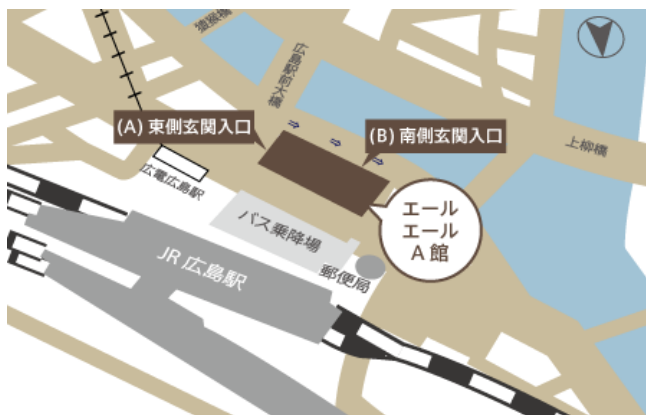 猿猴橋
広島駅前大橋
(A) 東側玄関入口
(B) 南側玄関入口
上柳橋
広電広島駅
エール
エール
A 館
バス乗降場
郵便局
JR 広島駅